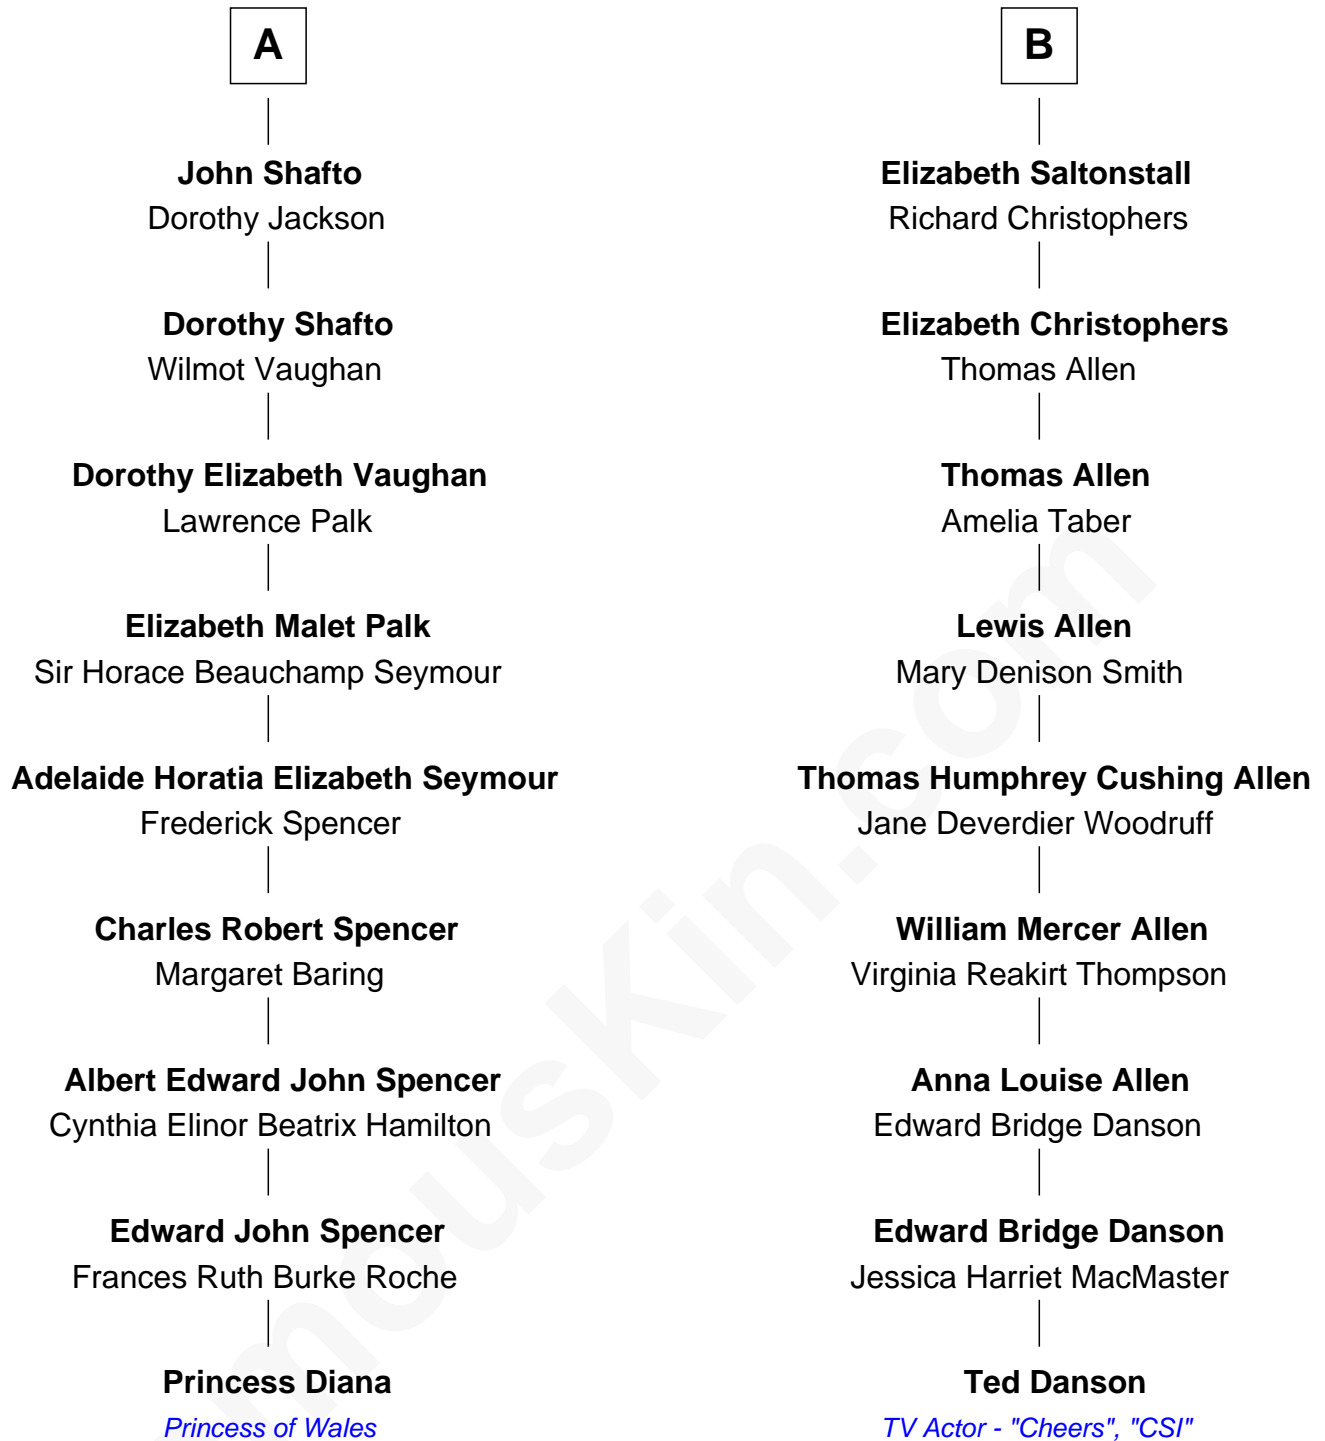 A
John Shafto
Dorothy Jackson
Dorothy Shafto
Wilmot Vaughan
Dorothy Elizabeth Vaughan
Lawrence Palk
Elizabeth Malet Palk
Sir Horace Beauchamp Seymour
Adelaide Horatia Elizabeth Seymour
Frederick Spencer
Charles Robert Spencer
Margaret Baring
Albert Edward John Spencer
Cynthia Elinor Beatrix Hamilton
Edward John Spencer
Frances Ruth Burke Roche
Princess Diana
Princess of Wales
B
Elizabeth Saltonstall
Richard Christophers
Elizabeth Christophers
Thomas Allen
Thomas Allen
Amelia Taber
Lewis Allen
Mary Denison Smith
Thomas Humphrey Cushing Allen
Jane Deverdier Woodruff
William Mercer Allen
Virginia Reakirt Thompson
Anna Louise Allen
Edward Bridge Danson
Edward Bridge Danson
Jessica Harriet MacMaster
Ted Danson
TV Actor - "Cheers", "CSI"
mousKin.com